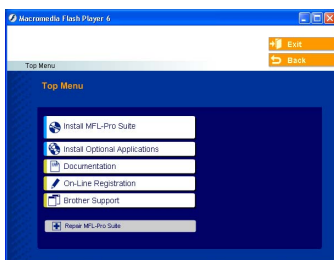 Macromedia Flash Player 6
Exit
Back
Top Menu
Top Menu
Install MFL-Pro Suite
Install Optional Applications
Documentation
On-Line Registration
Brother Support
Repair MFL-Pro Suite